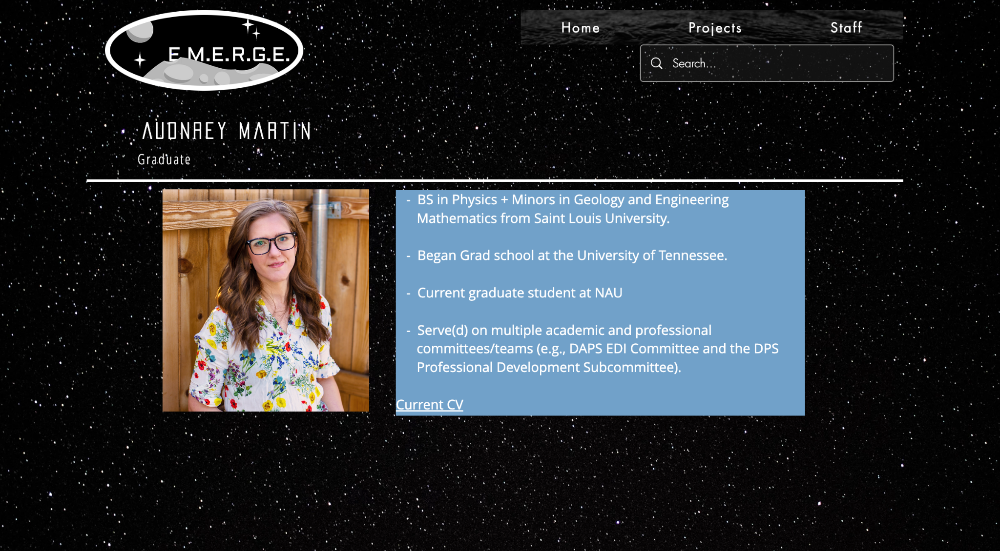 E M.E.R.G.E.
Home Projects Staff
Search...
AUDNREY MARTIN
Graduate
- BS in Physics + Minors in Geology and Engineering
Mathematics from Saint Louis University.
- Began Grad school at the University of Tennessee.
- Current graduate student at NAU
- Serve(d) on multiple academic and professional
committees/teams (e.g., DAPS EDI Committee and the DPS
Professional Development Subcommittee).
Current CV